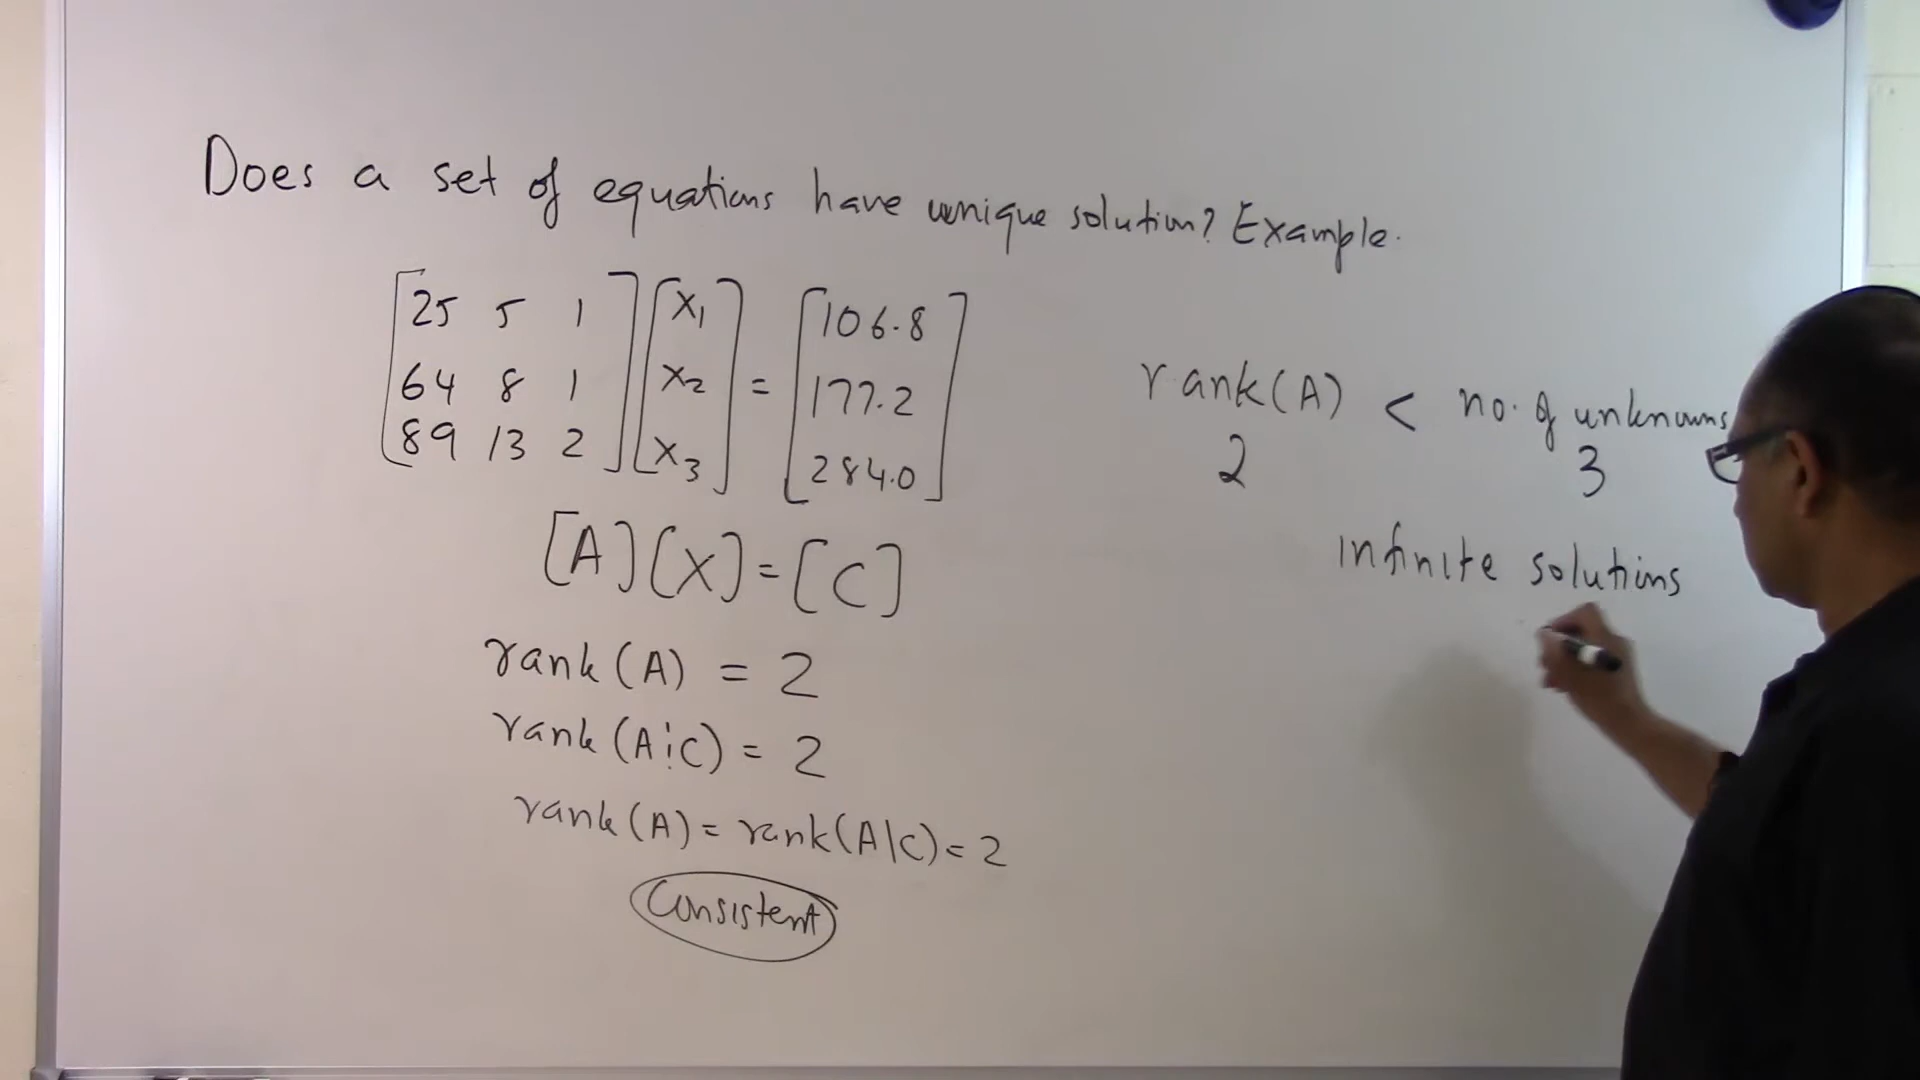 Does a set of equations have unique solution? Example.
25 5 1 x1 106.8
64 8 1 x2 = 177.2
89 13 2 x3 284.0
[A][X]=[C]
rank(A) = 2
rank(A¦C) = 2
rank(A) = rank(A|C) = 2
Consistent
rank(A) < no. of unknowns
2 3
infinite solutions